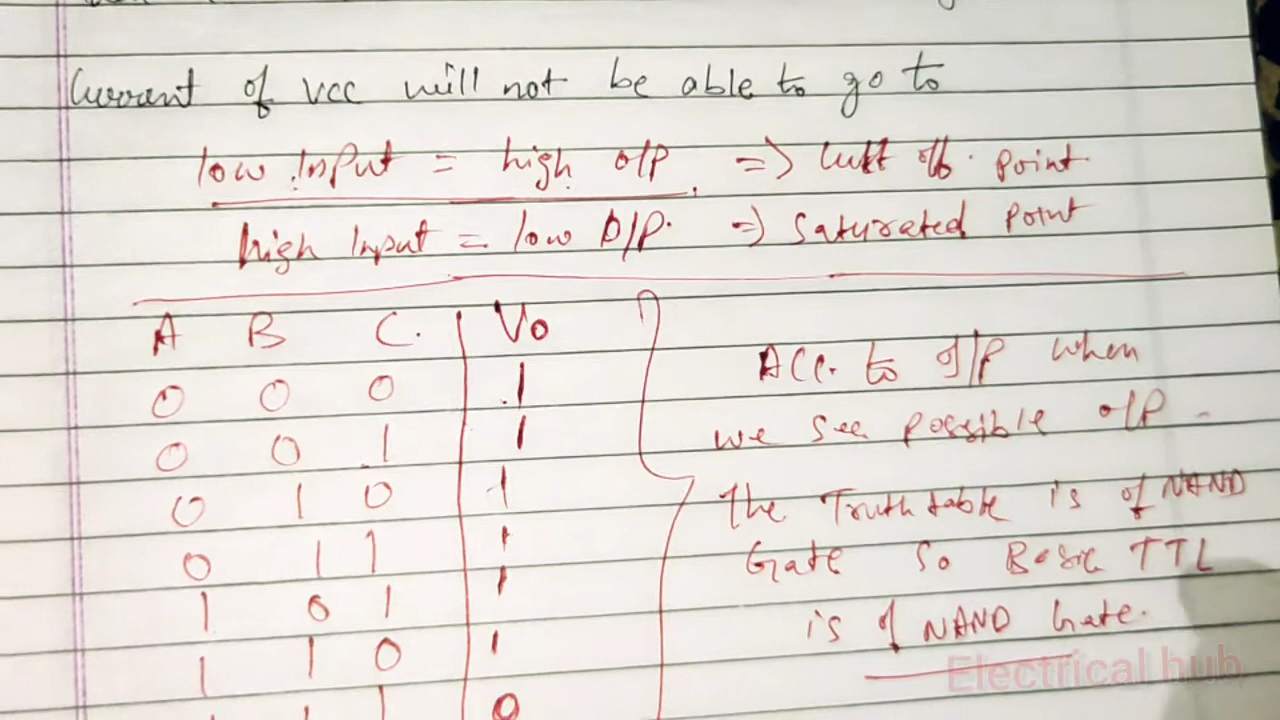 Current of vcc will not be able to go to
low Input = high o/p => Cutt off point
high Input = low O/P. => Saturated point
A B C. Vo
0 0 0 1
0 0 1 1
0 1 0 1
0 1 1 1
1 0 1 1
1 1 0 1
1 1 1 0
Acc. to O/P when
we see possible o/p -
The Truth table is of NAND
Gate So Basic TTL
is of NAND Gate.
Electrical hub